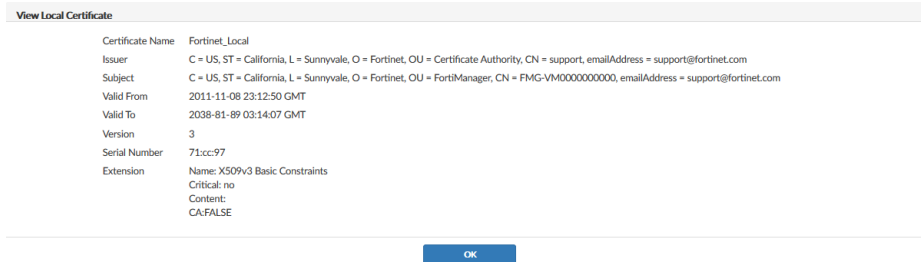 View Local Certificate
Certificate Name Fortinet_Local
Issuer C = US, ST = California, L = Sunnyvale, O = Fortinet, OU = Certificate Authority, CN = support, emailAddress = support@fortinet.com
Subject C = US, ST = California, L = Sunnyvale, O = Fortinet, OU = FortiManager, CN = FMG-VM0000000000, emailAddress = support@fortinet.com
Valid From 2011-11-08 23:12:50 GMT
Valid To 2038-81-89 03:14:07 GMT
Version 3
Serial Number 71:cc:97
Extension Name: X509v3 Basic Constraints
Critical: no
Content:
CA:FALSE
OK